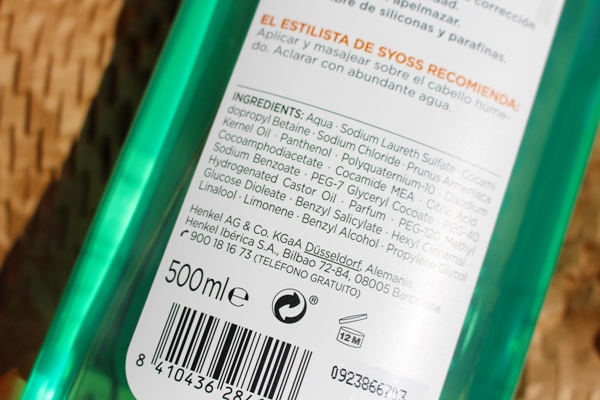 corrección
apelmazar.
de siliconas y parafinas.
EL ESTILISTA DE SYOSS RECOMIENDA:
Aplicar y masajear sobre el cabello húme-
do. Aclarar con abundante agua.
INGREDIENTS: Aqua · Sodium Laureth Sulfate · Cocami
dopropyl Betaine · Sodium Chloride · Prunus Armeniaca
Kernel Oil · Panthenol · Polyquaternium-10 · Disodium
Cocoamphodiacetate · Cocamide MEA · Citric Acid ·
Sodium Benzoate · PEG-7 Glyceryl Cocoate · PEG-40
Hydrogenated Castor Oil · Parfum · PEG-120 Methyl
Glucose Dioleate · Benzyl Salicylate · Hexyl Cinnamal
Linalool · Limonene · Benzyl Alcohol · Propylene Glycol
Henkel AG & Co. KGaA Düsseldorf, Alemania
Henkel Ibérica S.A., Bilbao 72-84, 08005 Barcelona
900 18 16 73 (TELÉFONO GRATUITO)
500ml℮
®
12M
8 410436 284